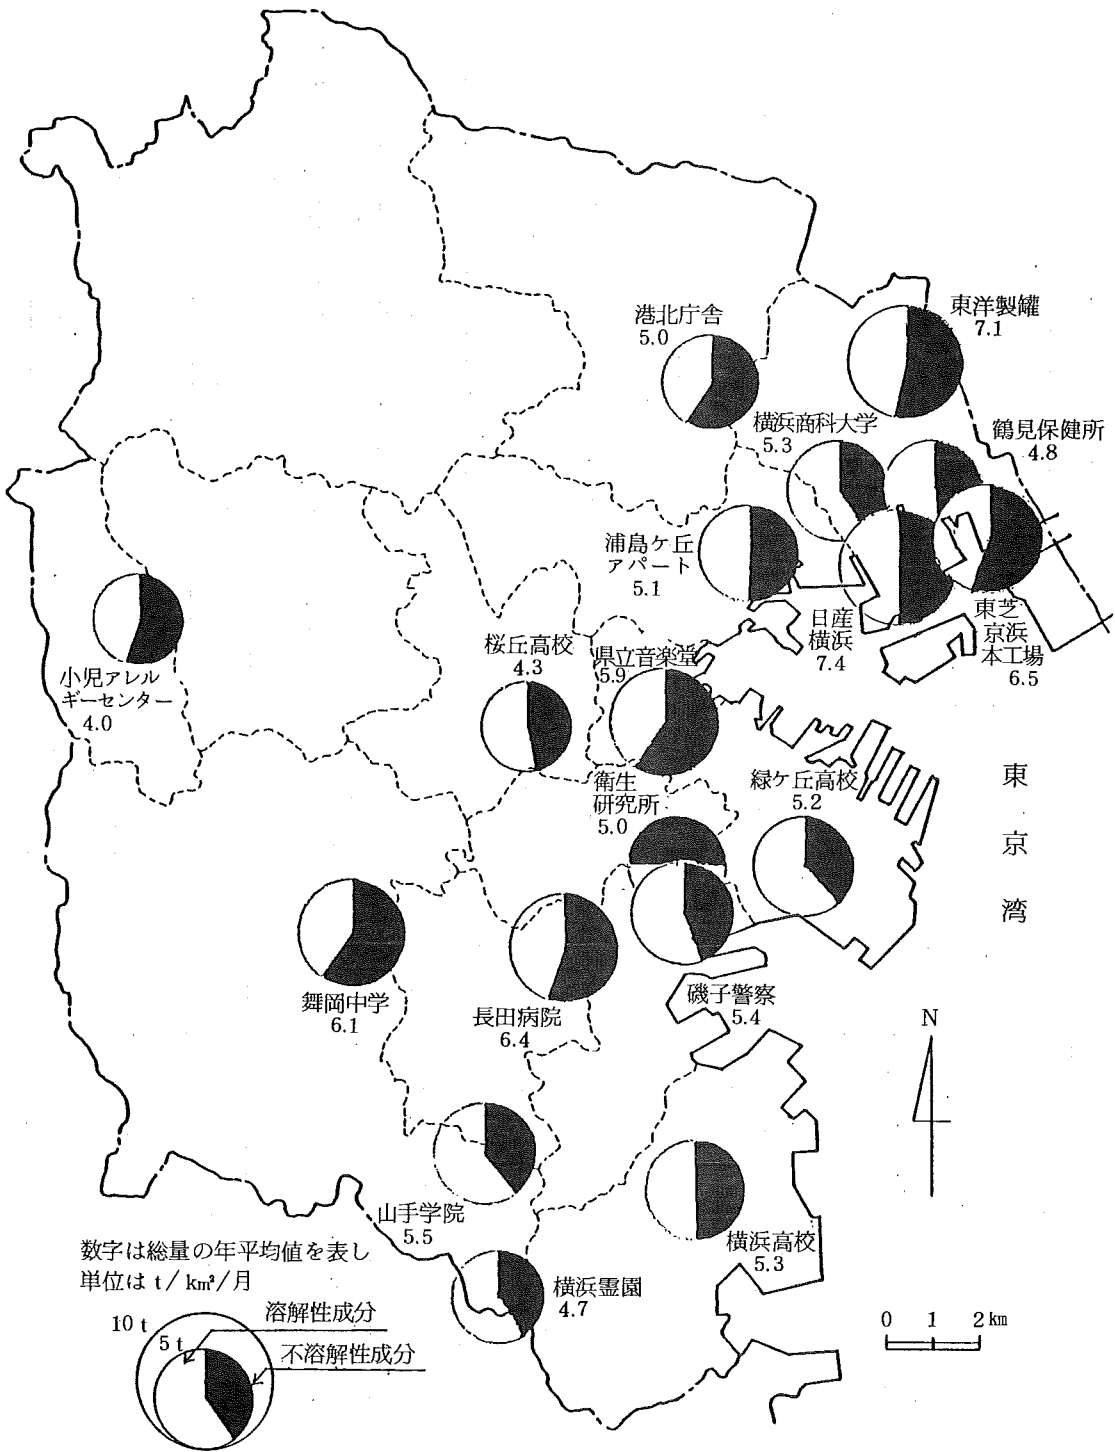 東洋製罐
7.1
港北庁舎
5.0
横浜商科大学
5.3
鶴見保健所
4.8
浦島ケ丘
アパート
5.1
日産
横浜
7.4
東芝
京浜
本工場
6.5
小児アレル
ギーセンター
4.0
桜丘高校
4.3
県立音楽堂
5.9
衛生
研究所
5.0
緑ケ丘高校
5.2
東
京
湾
舞岡中学
6.1
長田病院
6.4
磯子警察
5.4
N
山手学院
5.5
横浜高校
5.3
横浜霊園
4.7
数字は総量の年平均値を表し
単位は t/km²/月
10 t
5 t
溶解性成分
不溶解性成分
0 1 2 km